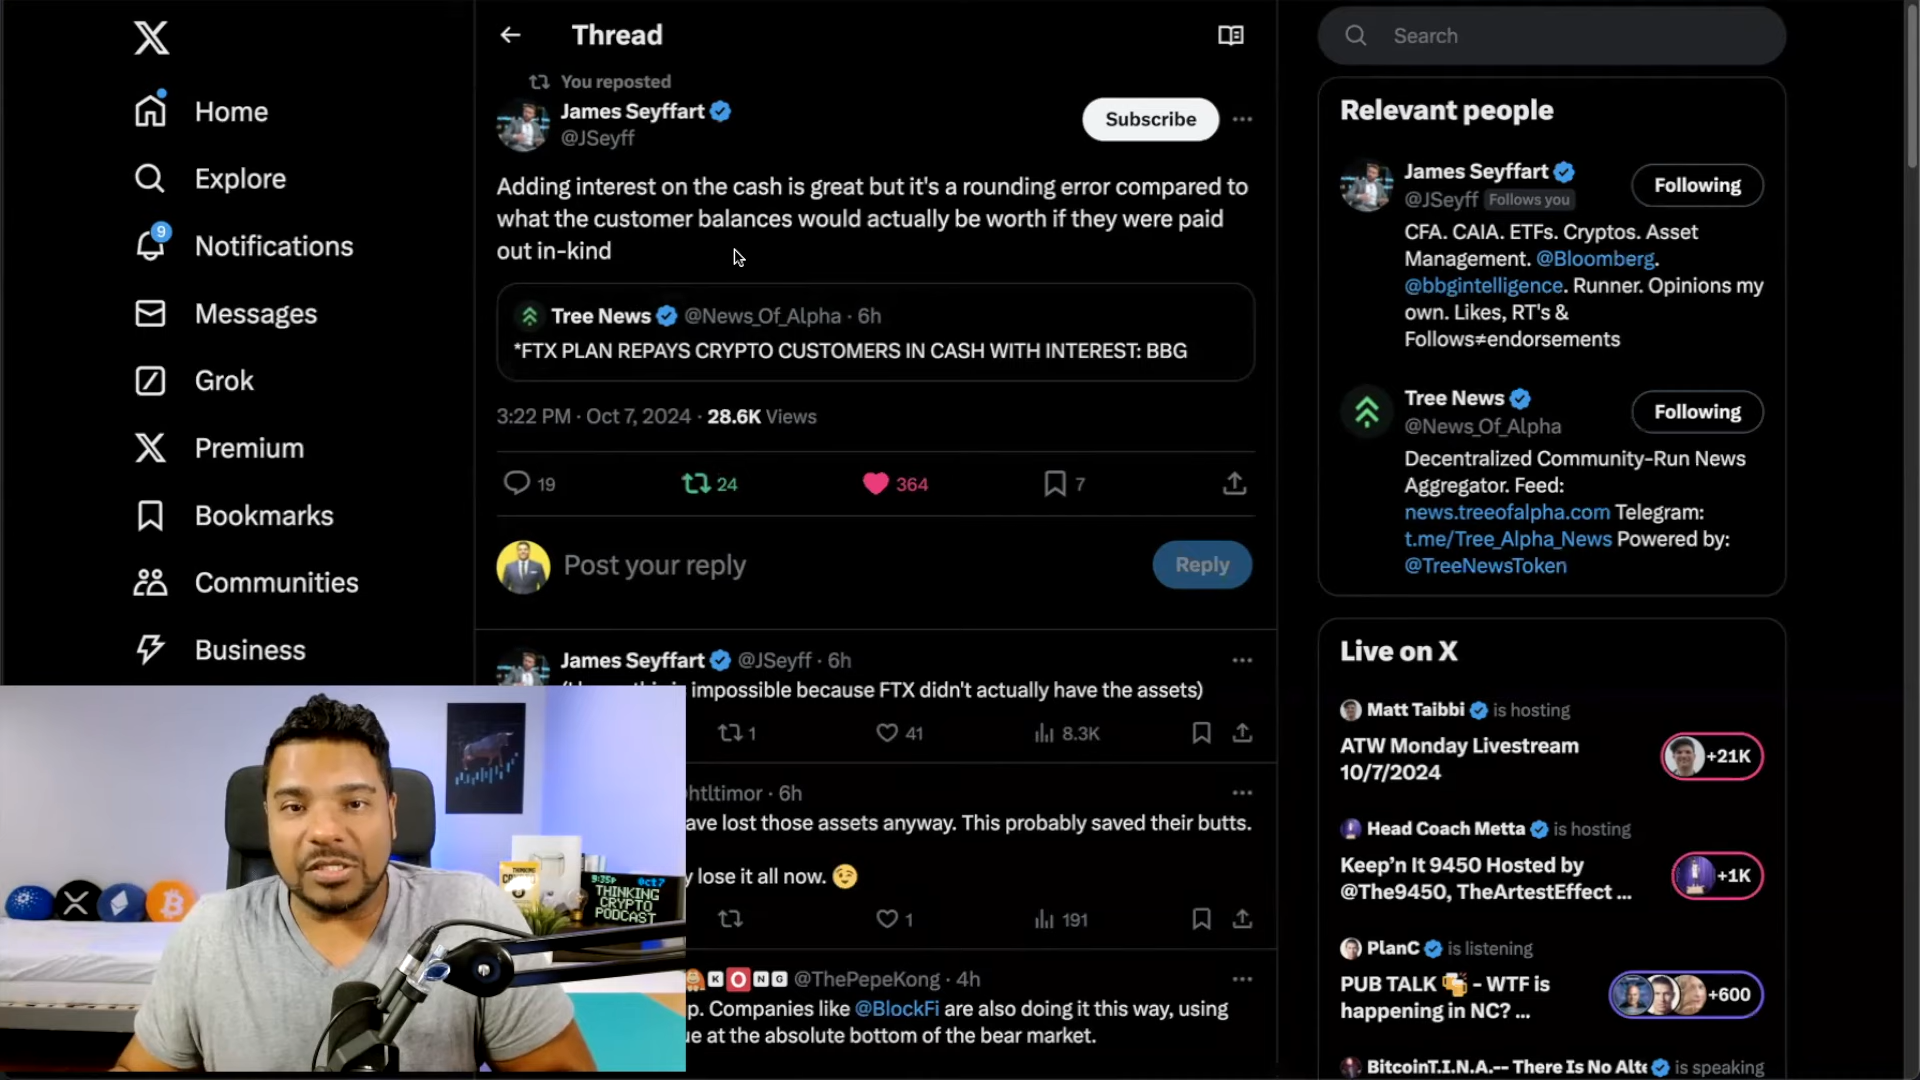 Home
Explore
9
Notifications
Messages
Grok
Premium
Bookmarks
Communities
Business
Thread
You reposted
James Seyffart
@JSeyff
Subscribe
Adding interest on the cash is great but it's a rounding error compared to
what the customer balances would actually be worth if they were paid
out in-kind
Tree News @News_Of_Alpha · 6h
*FTX PLAN REPAYS CRYPTO CUSTOMERS IN CASH WITH INTEREST: BBG
3:22 PM · Oct 7, 2024 · 28.6K Views
19 24 364 7
Post your reply
Reply
James Seyffart @JSeyff · 6h
impossible because FTX didn't actually have the assets)
1 41 8.3K
htltimor · 6h
ave lost those assets anyway. This probably saved their butts.
lose it all now.
1 191
KONG @ThePepeKong · 4h
p. Companies like @BlockFi are also doing it this way, using
ue at the absolute bottom of the bear market.
9:35P Oct7
THINKING
CRYPTO
PODCAST
Search
Relevant people
James Seyffart
@JSeyff Follows you
Following
CFA. CAIA. ETFs. Cryptos. Asset
Management. @Bloomberg.
@bbgintelligence. Runner. Opinions my
own. Likes, RT's &
Follows≠endorsements
Tree News
@News_Of_Alpha
Following
Decentralized Community-Run News
Aggregator. Feed:
news.treeofalpha.com Telegram:
t.me/Tree_Alpha_News Powered by:
@TreeNewsToken
Live on X
Matt Taibbi is hosting
ATW Monday Livestream
10/7/2024
+21K
Head Coach Metta is hosting
Keep'n It 9450 Hosted by
@The9450, TheArtestEffect ...
+1K
PlanC is listening
PUB TALK - WTF is
happening in NC? ...
+600
BitcoinT.I.N.A.-- There Is No Alte is speaking